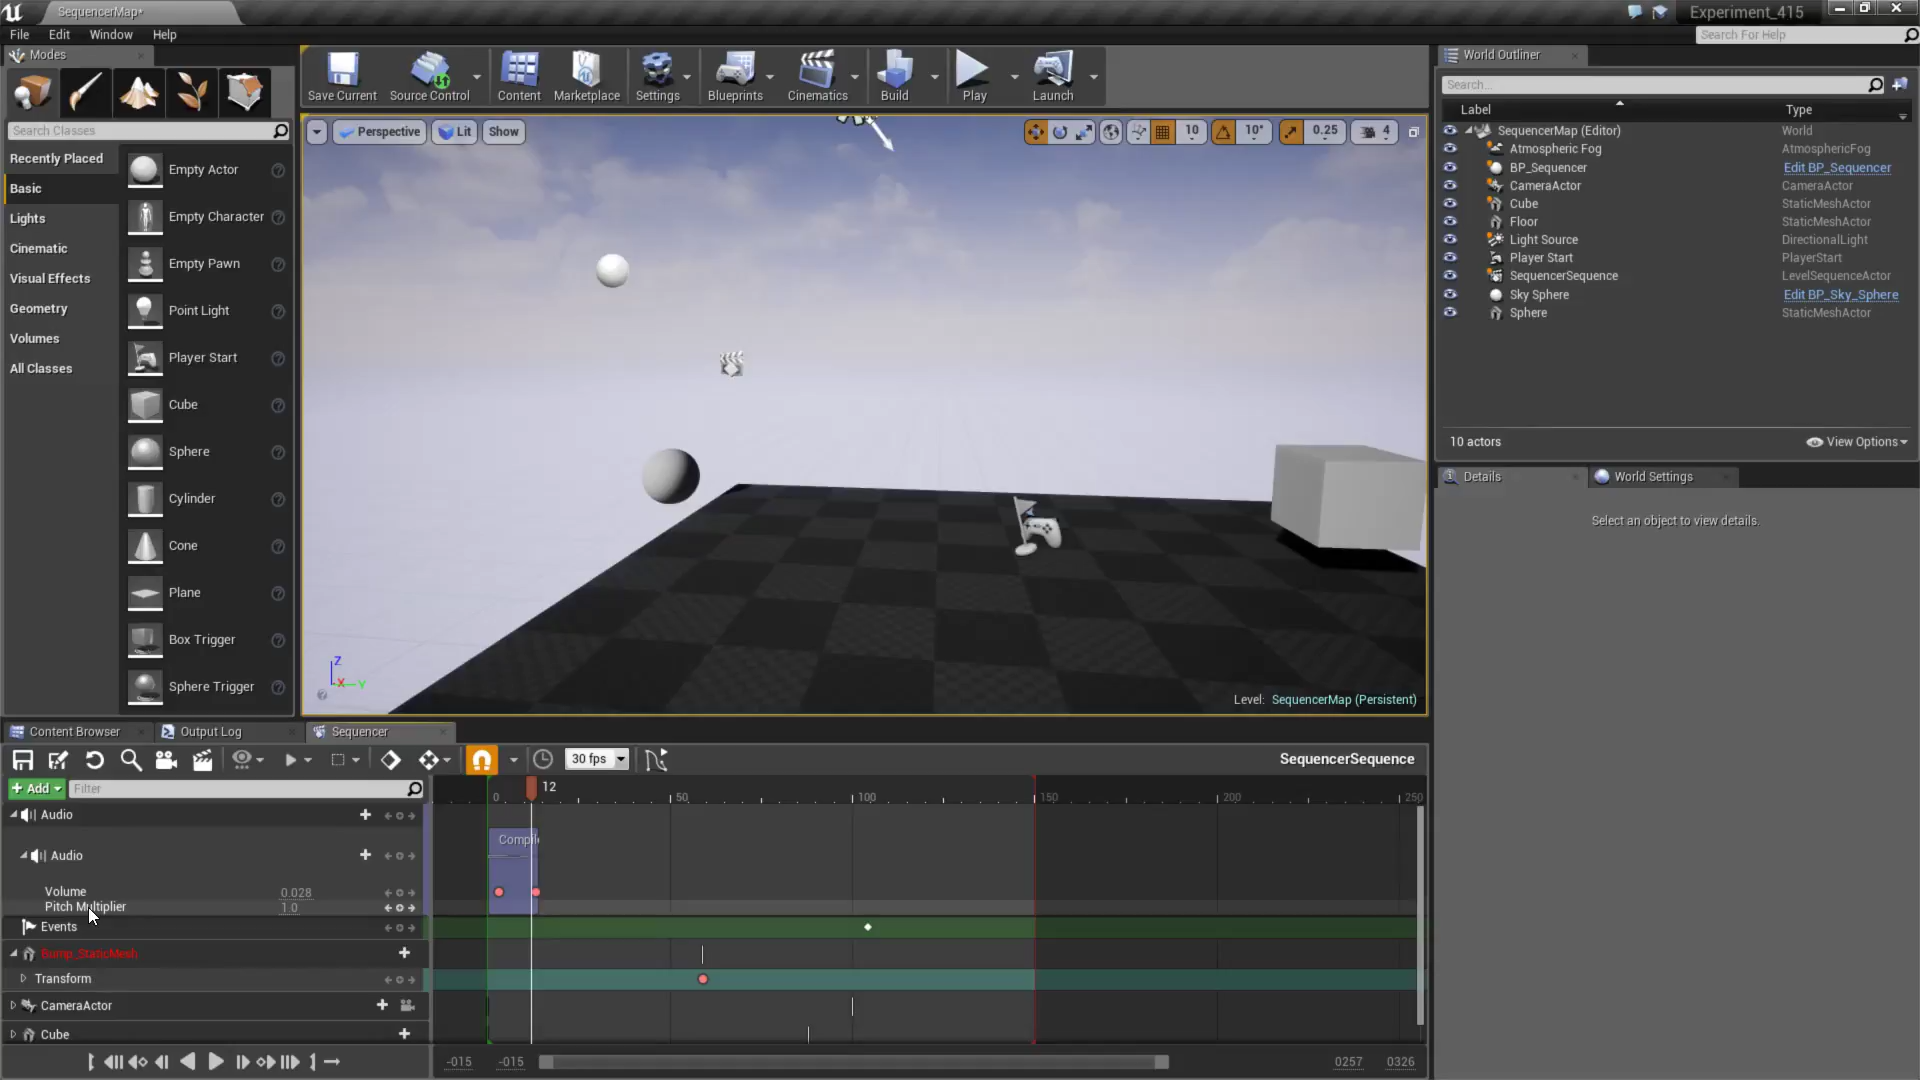 SequencerMap*
Experiment_415
File Edit Window Help
Search For Help
Modes
Search Classes
Recently Placed
Basic
Lights
Cinematic
Visual Effects
Geometry
Volumes
All Classes
Empty Actor
Empty Character
Empty Pawn
Point Light
Player Start
Cube
Sphere
Cylinder
Cone
Plane
Box Trigger
Sphere Trigger
Save Current Source Control Content Marketplace Settings Blueprints Cinematics Build Play Launch
Perspective Lit Show
10 10° 0.25 4
Z
X Y
Level: SequencerMap (Persistent)
World Outliner
Search...
Label Type
SequencerMap (Editor) World
Atmospheric Fog AtmosphericFog
BP_Sequencer Edit BP_Sequencer
CameraActor CameraActor
Cube StaticMeshActor
Floor StaticMeshActor
Light Source DirectionalLight
Player Start PlayerStart
SequencerSequence LevelSequenceActor
Sky Sphere Edit BP_Sky_Sphere
Sphere StaticMeshActor
10 actors View Options
Details World Settings
Select an object to view details.
Content Browser Output Log Sequencer
30 fps SequencerSequence
Add Filter
12
0 50 100 150 200 250
Audio
Compil
Audio
Volume 0.028
Pitch Multiplier 1.0
Events
Bump_StaticMesh
Transform
CameraActor
Cube
-015 -015 0257 0326